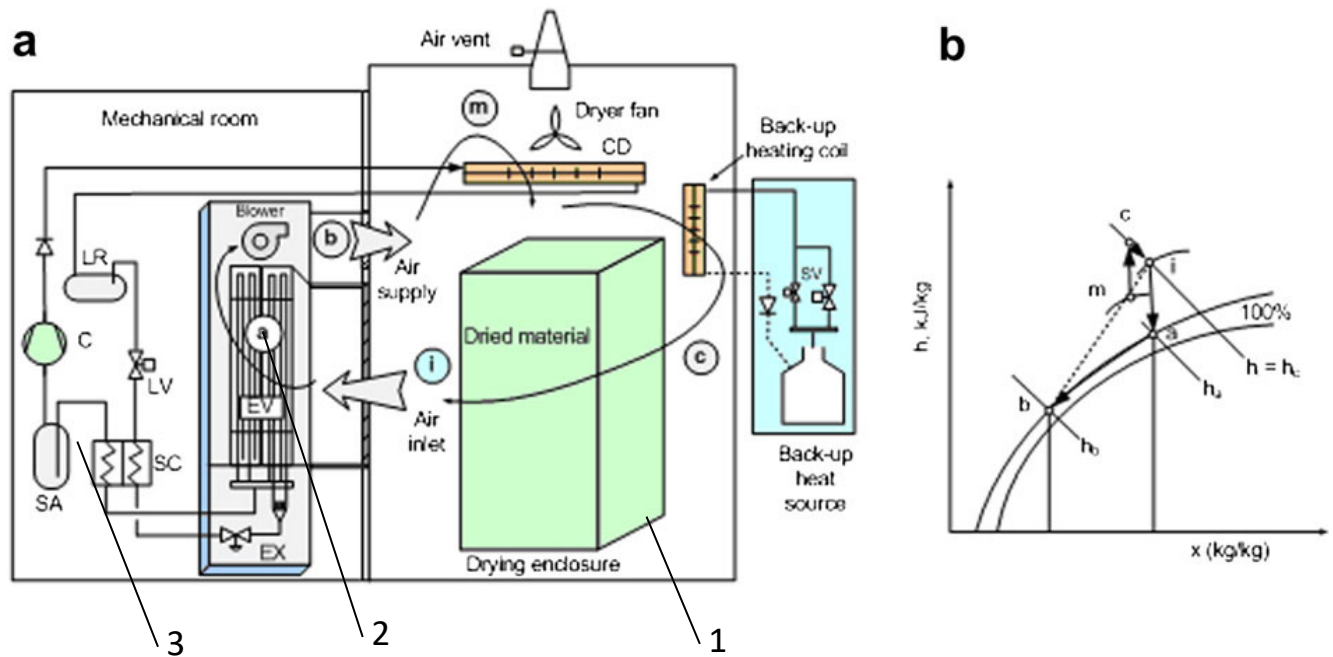 a
Air vent
b
Mechanical room
m
Dryer fan
CD
Back-up
heating coil
Blower
b
Air
supply
LR
SV
C
LV
a
EV
Dried material
i
c
Air
inlet
SC
SA
EX
Drying enclosure
Back-up
heat
source
3
2
1
h, kJ/kg
c
i
m
100%
a
h = hc
ha
b
hb
x (kg/kg)